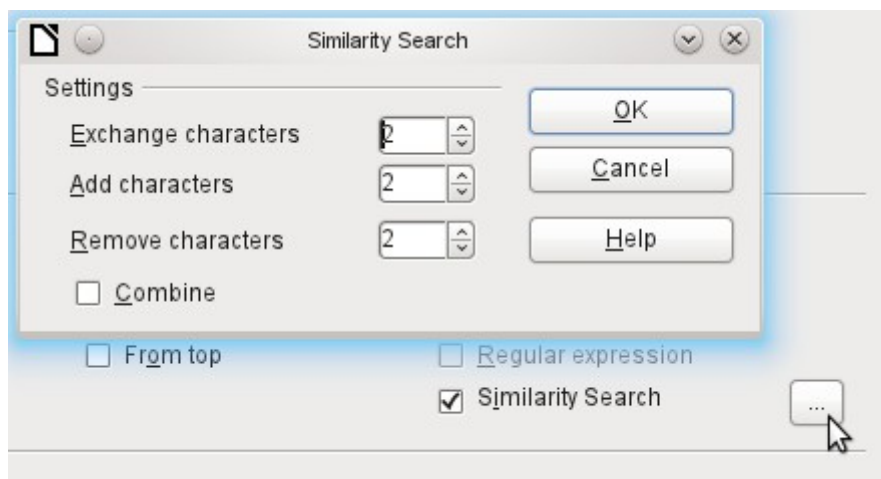 Similarity Search
Settings
Exchange characters 2
OK
Add characters 2
Cancel
Remove characters 2
Help
Combine
From top
Regular expression
Similarity Search
...